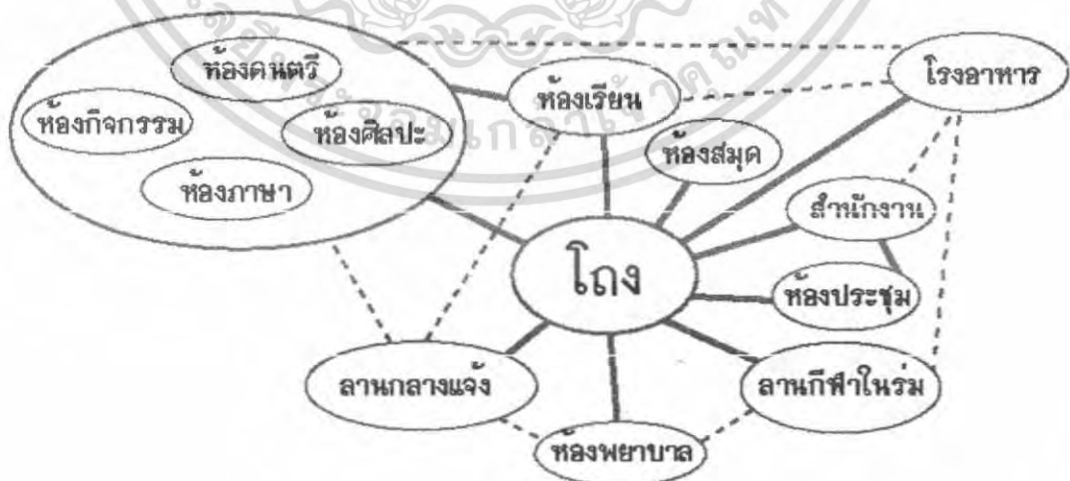 ห้องดนตรี
ห้องกิจกรรม
ห้องศิลปะ
ห้องภาษา
ห้องเรียน
โรงอาหาร
ห้องสมุด
สำนักงาน
โถง
ห้องประชุม
ลานกลางแจ้ง
ลานกีฬาในร่ม
ห้องพยาบาล